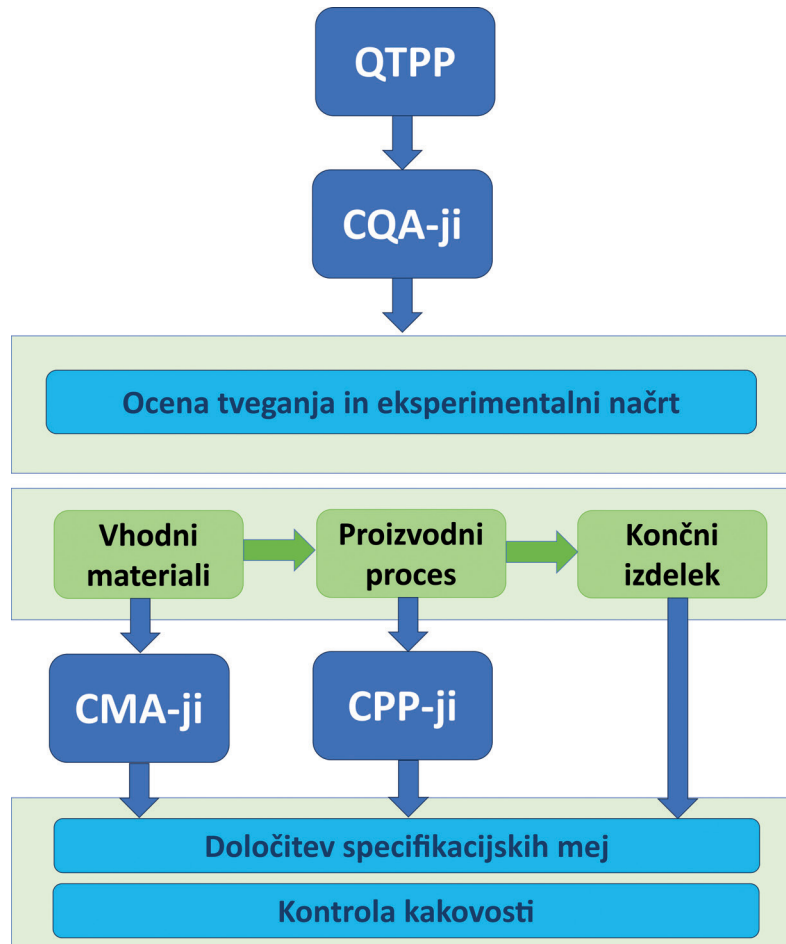 QTPP
CQA-ji
Ocena tveganja in eksperimentalni načrt
Vhodni
materiali
Proizvodni
proces
Končni
izdelek
CMA-ji
CPP-ji
Določitev specifikacijskih mej
Kontrola kakovosti